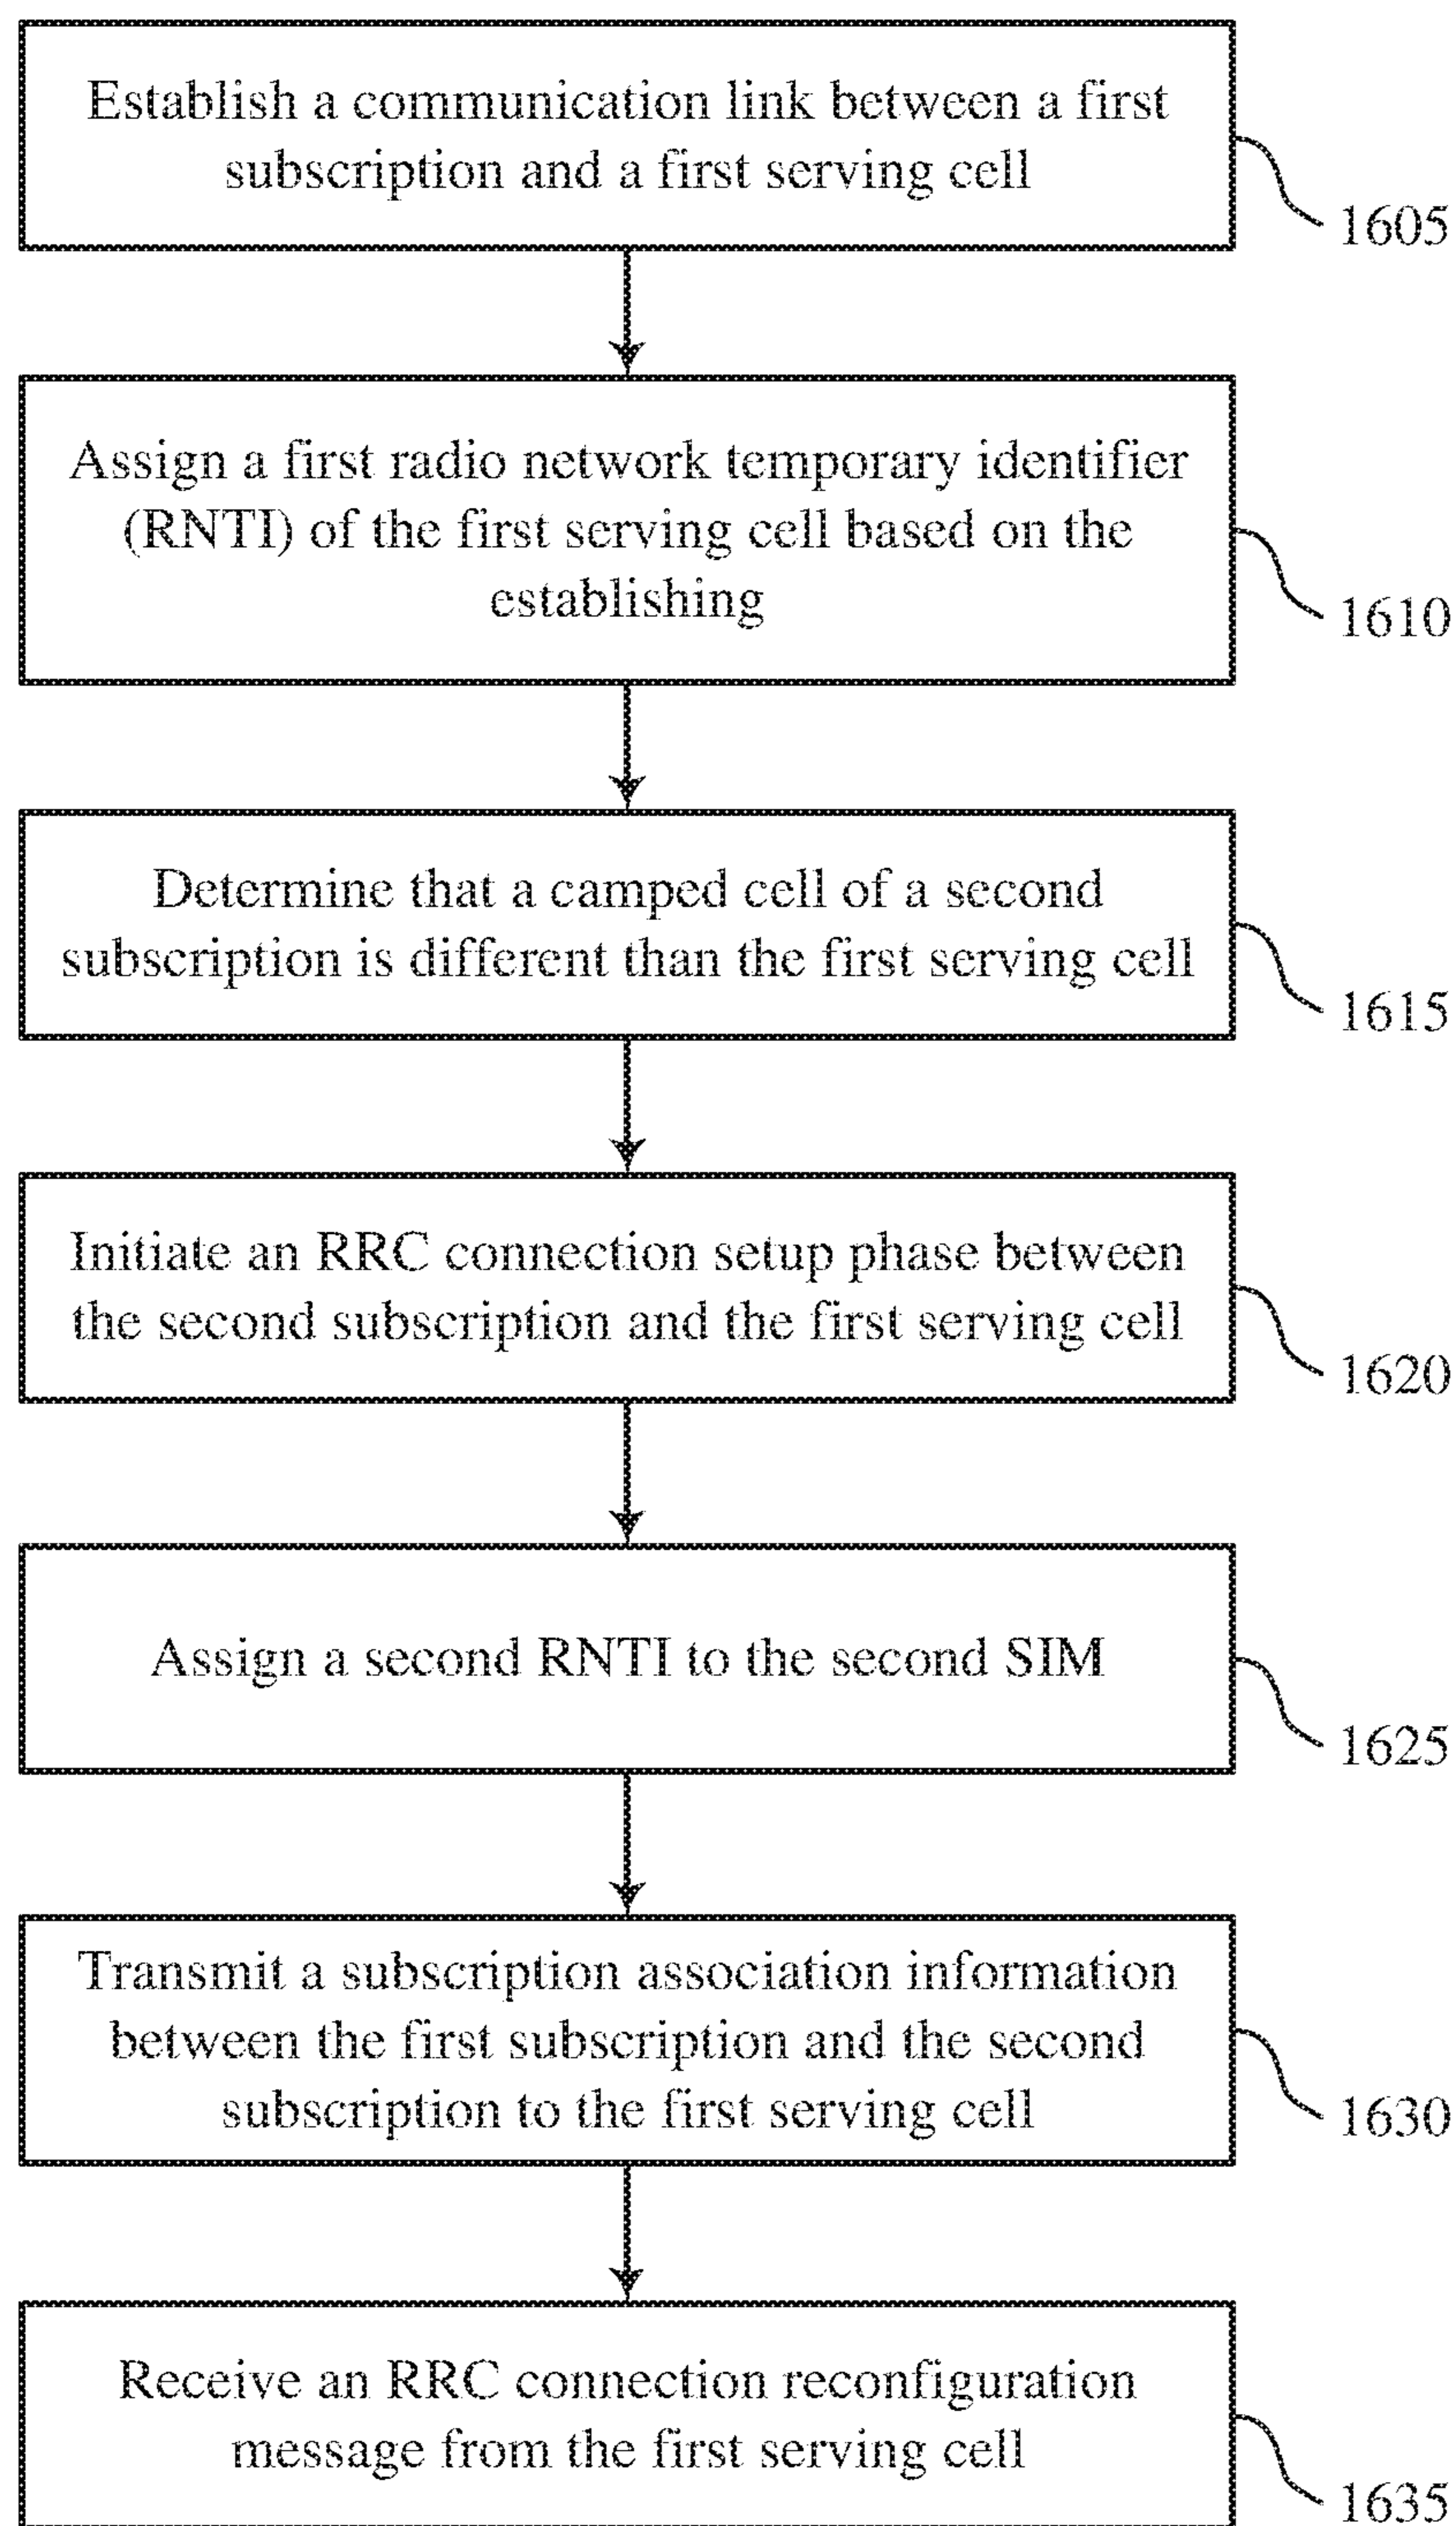 Establish a communication link between a first
subscription and a first serving cell
1605
Assign a first radio network temporary identifier
(RNTI) of the first serving cell based on the
establishing
1610
Determine that a camped cell of a second
subscription is different than the first serving cell
1615
Initiate an RRC connection setup phase between
the second subscription and the first serving cell
1620
Assign a second RNTI to the second SIM
1625
Transmit a subscription association information
between the first subscription and the second
subscription to the first serving cell
1630
Receive an RRC connection reconfiguration
message from the first serving cell
1635